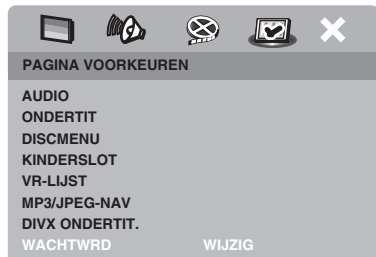 PAGINA VOORKEUREN
AUDIO
ONDERTIT
DISCMENU
KINDERSLOT
VR-LIJST
MP3/JPEG-NAV
DIVX ONDERTIT.
WACHTWRD WIJZIG